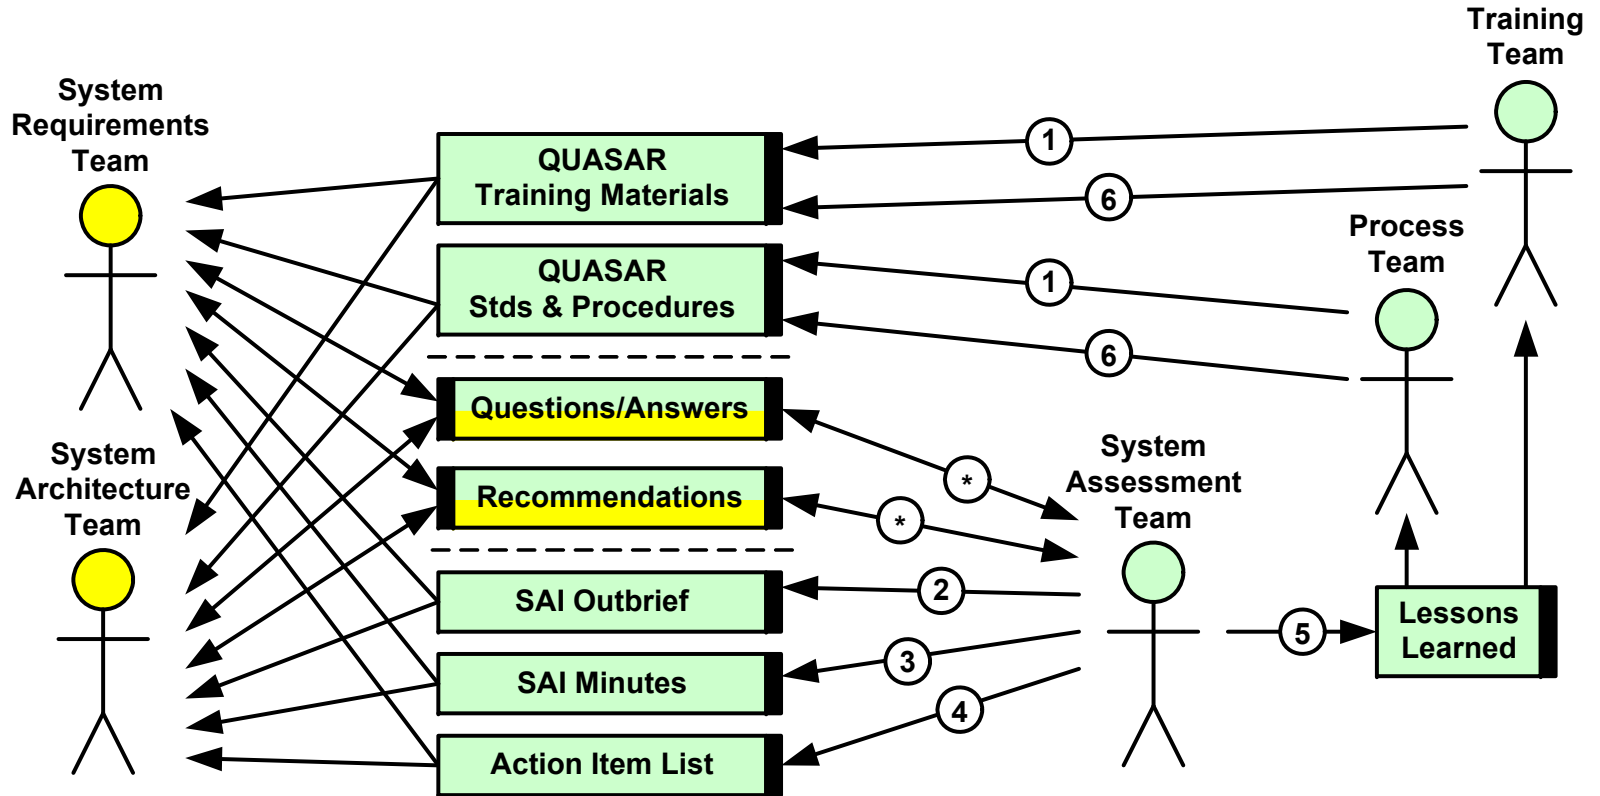 Training
Team
System
Requirements
Team
QUASAR
Training Materials
1
6
Process
Team
QUASAR
Stds & Procedures
1
6
Questions/Answers
*
System
Architecture
Team
Recommendations
*
System
Assessment
Team
SAI Outbrief
2
SAI Minutes
3
Action Item List
4
5
Lessons
Learned